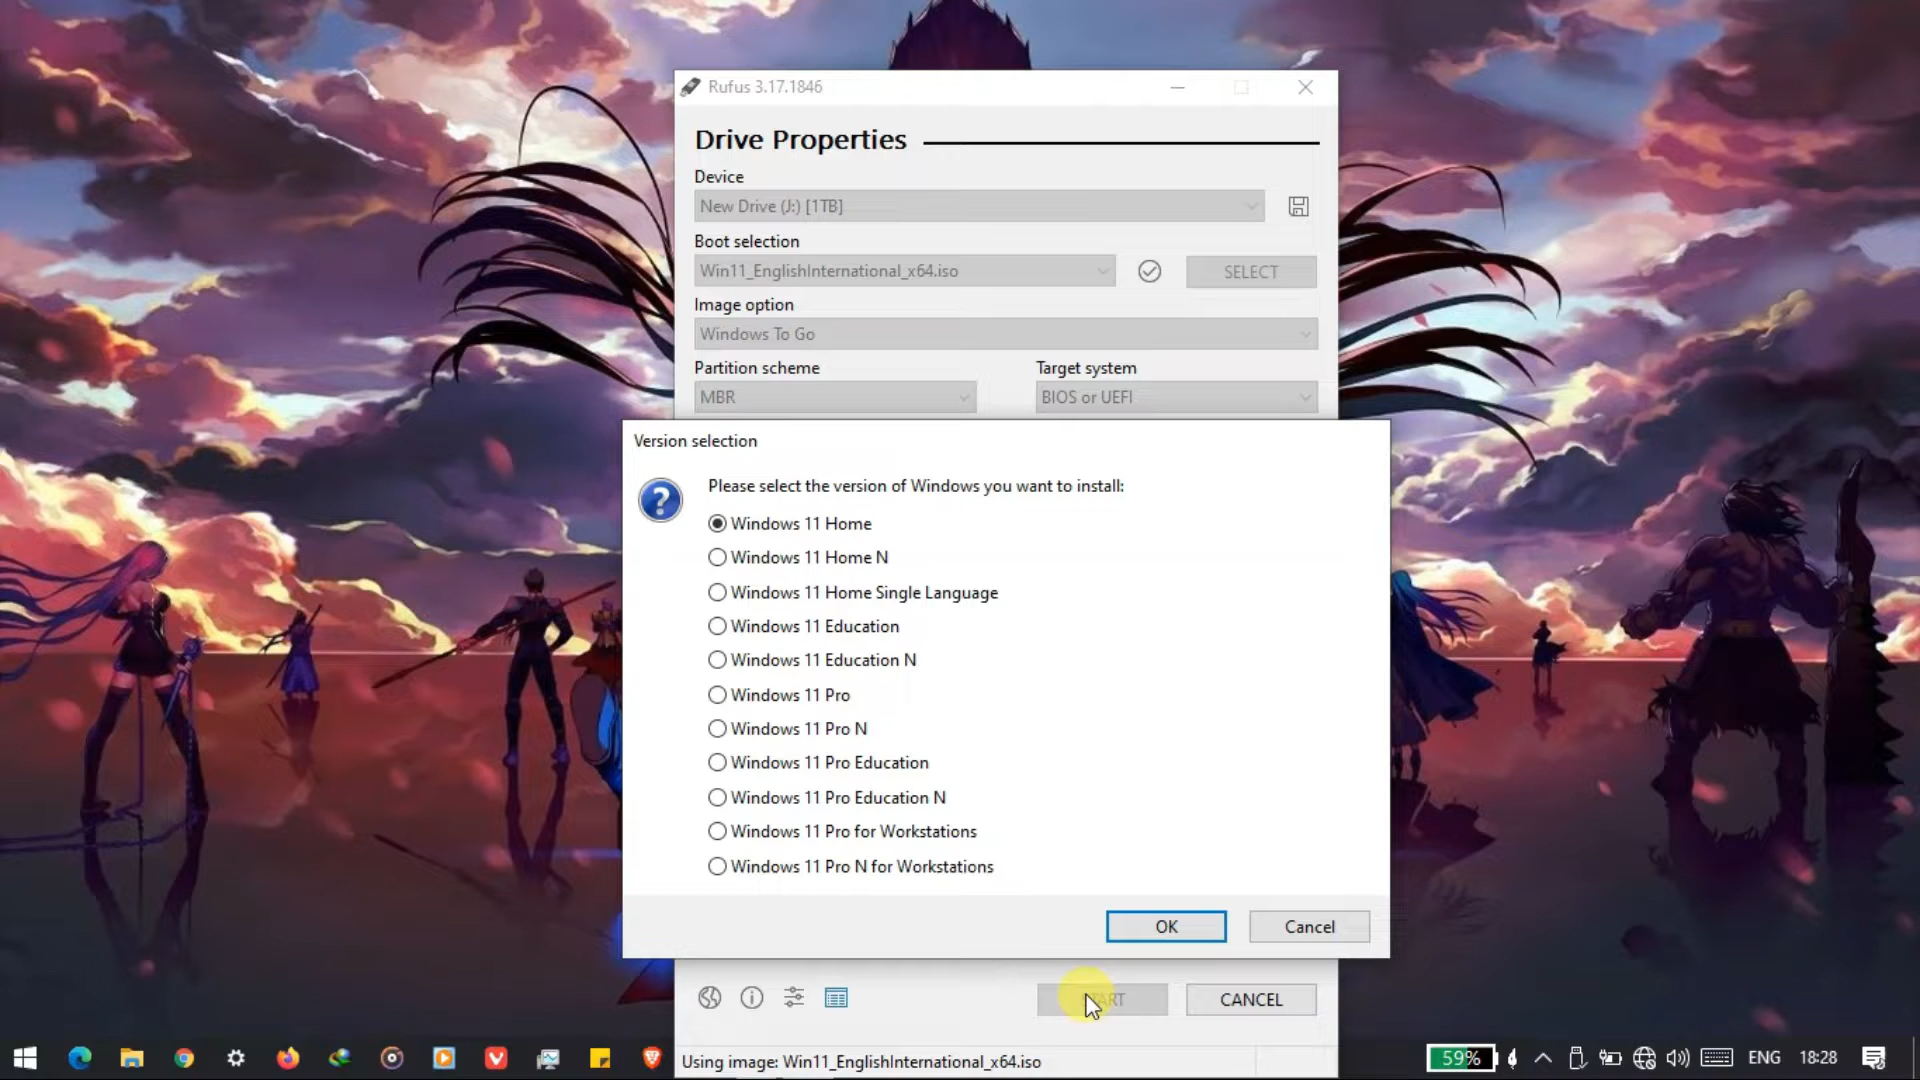 Rufus 3.17.1846
Drive Properties
Device
New Drive (J:) [1TB]
Boot selection
Win11_EnglishInternational_x64.iso
SELECT
Image option
Windows To Go
Partition scheme
Target system
MBR
BIOS or UEFI
Version selection
Please select the version of Windows you want to install:
Windows 11 Home
Windows 11 Home N
Windows 11 Home Single Language
Windows 11 Education
Windows 11 Education N
Windows 11 Pro
Windows 11 Pro N
Windows 11 Pro Education
Windows 11 Pro Education N
Windows 11 Pro for Workstations
Windows 11 Pro N for Workstations
OK
Cancel
START
CANCEL
Using image: Win11_EnglishInternational_x64.iso
59%
ENG
18:28